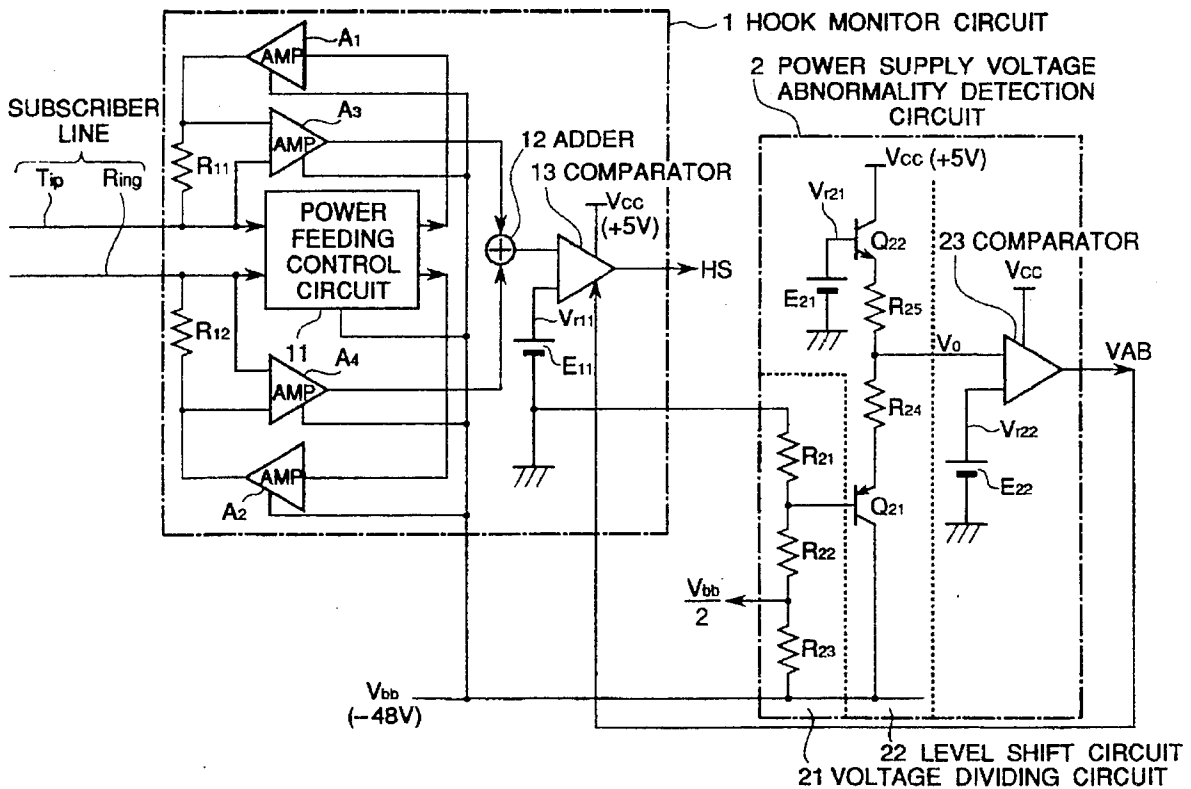 1 HOOK MONITOR CIRCUIT
2 POWER SUPPLY VOLTAGE
ABNORMALITY DETECTION
CIRCUIT
A1
AMP
SUBSCRIBER
LINE
Tip
Ring
A3
AMP
R11
12 ADDER
13 COMPARATOR
Vcc
(+5V)
POWER
FEEDING
CONTROL
CIRCUIT
11
HS
R12
A4
AMP
Vr11
E11
AMP
A2
Vcc (+5V)
Vr21
Q22
E21
R25
23 COMPARATOR
Vcc
V0
VAB
R24
Vr22
E22
R21
Q21
R22
Vbb
2
R23
Vbb
(−48V)
22 LEVEL SHIFT CIRCUIT
21 VOLTAGE DIVIDING CIRCUIT